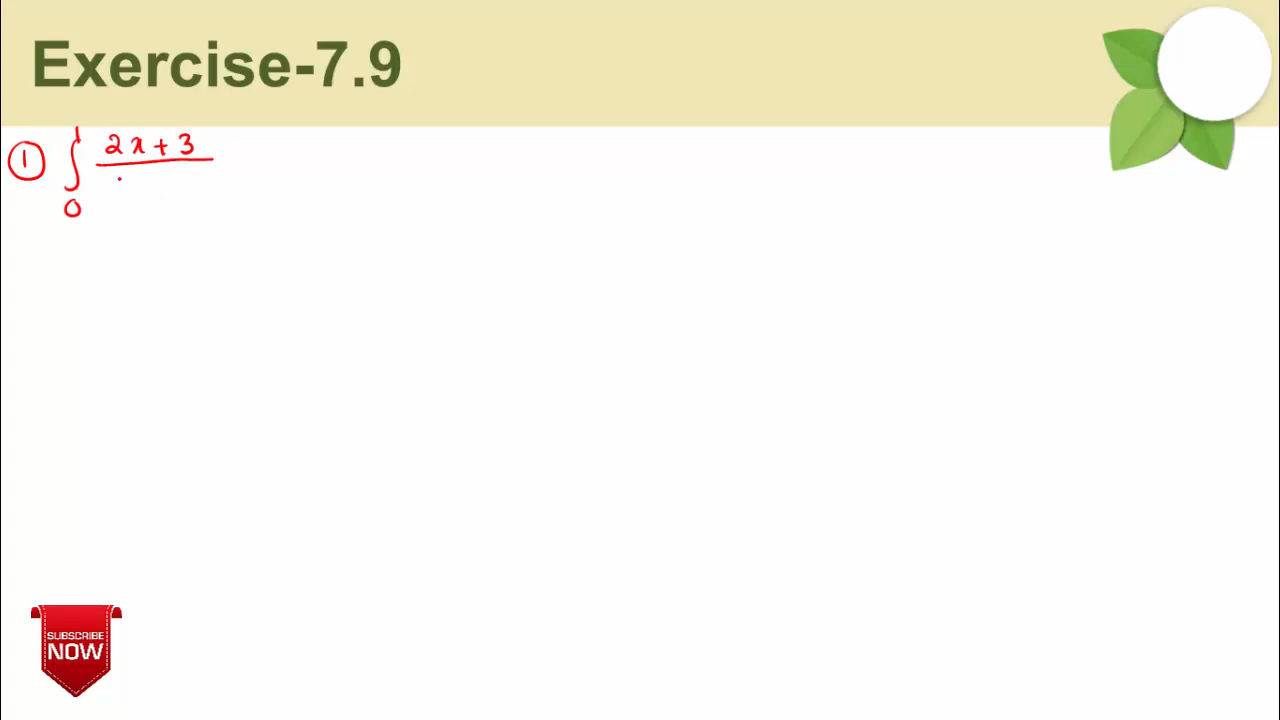 Exercise-7.9
① ∫₀¹ (2x+3)/
SUBSCRIBE
NOW